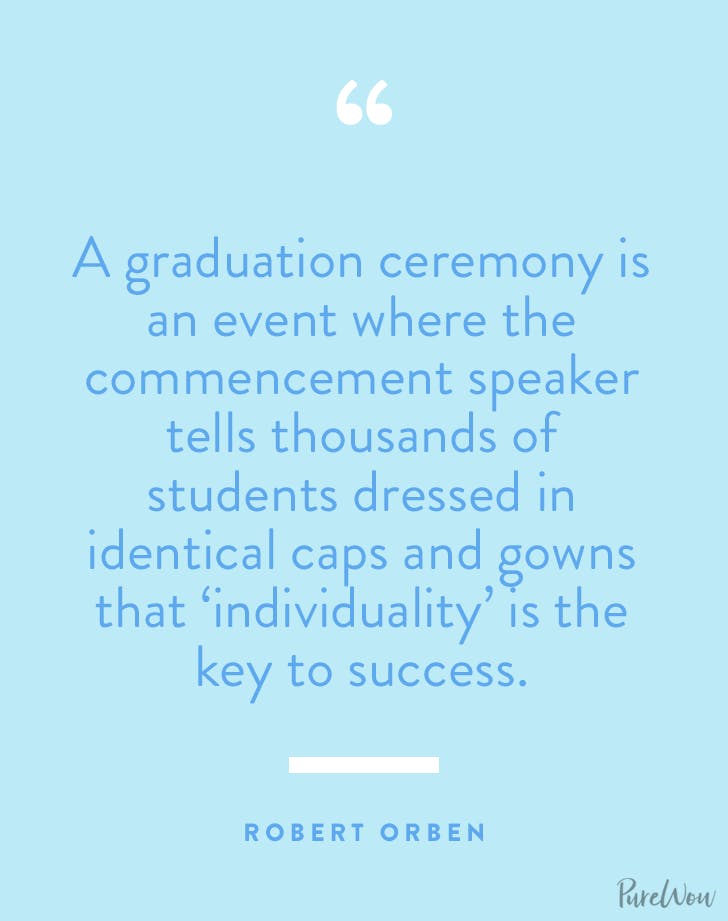 “
A graduation ceremony is
an event where the
commencement speaker
tells thousands of
students dressed in
identical caps and gowns
that ‘individuality’ is the
key to success.
ROBERT ORBEN
PureWow